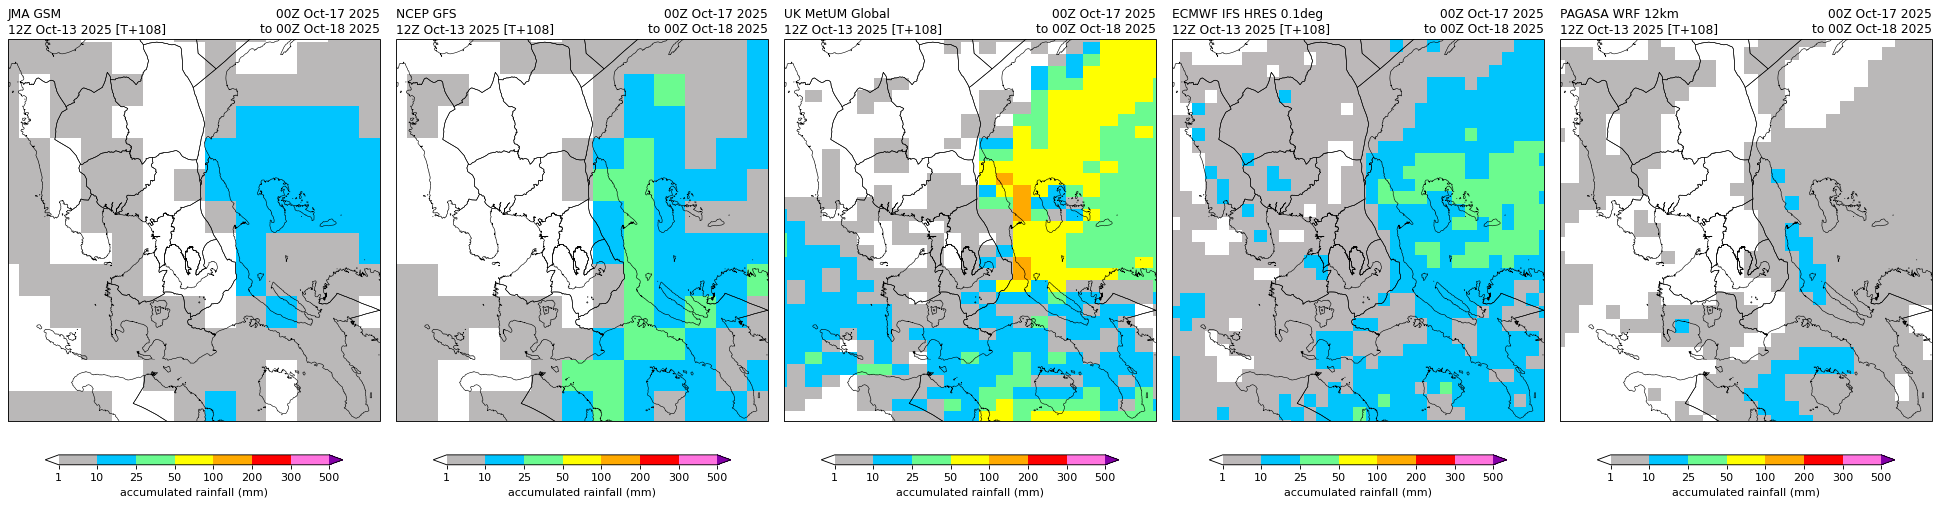 JMA GSM
00Z Oct-17 2025
12Z Oct-13 2025 [T+108]
to 00Z Oct-18 2025
NCEP GFS
00Z Oct-17 2025
12Z Oct-13 2025 [T+108]
to 00Z Oct-18 2025
UK MetUM Global
00Z Oct-17 2025
12Z Oct-13 2025 [T+108]
to 00Z Oct-18 2025
ECMWF IFS HRES 0.1deg
00Z Oct-17 2025
12Z Oct-13 2025 [T+108]
to 00Z Oct-18 2025
PAGASA WRF 12km
00Z Oct-17 2025
12Z Oct-13 2025 [T+108]
to 00Z Oct-18 2025
1 10 25 50 100 200 300 500
accumulated rainfall (mm)
1 10 25 50 100 200 300 500
accumulated rainfall (mm)
1 10 25 50 100 200 300 500
accumulated rainfall (mm)
1 10 25 50 100 200 300 500
accumulated rainfall (mm)
1 10 25 50 100 200 300 500
accumulated rainfall (mm)